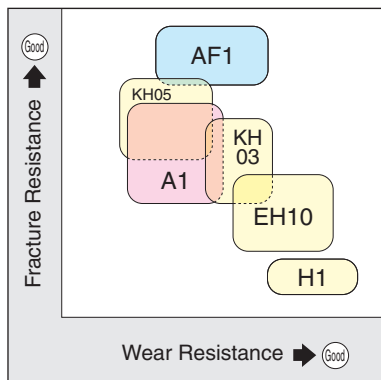 Good
Fracture Resistance
AF1
KH05
KH
03
A1
EH10
H1
Wear Resistance
Good